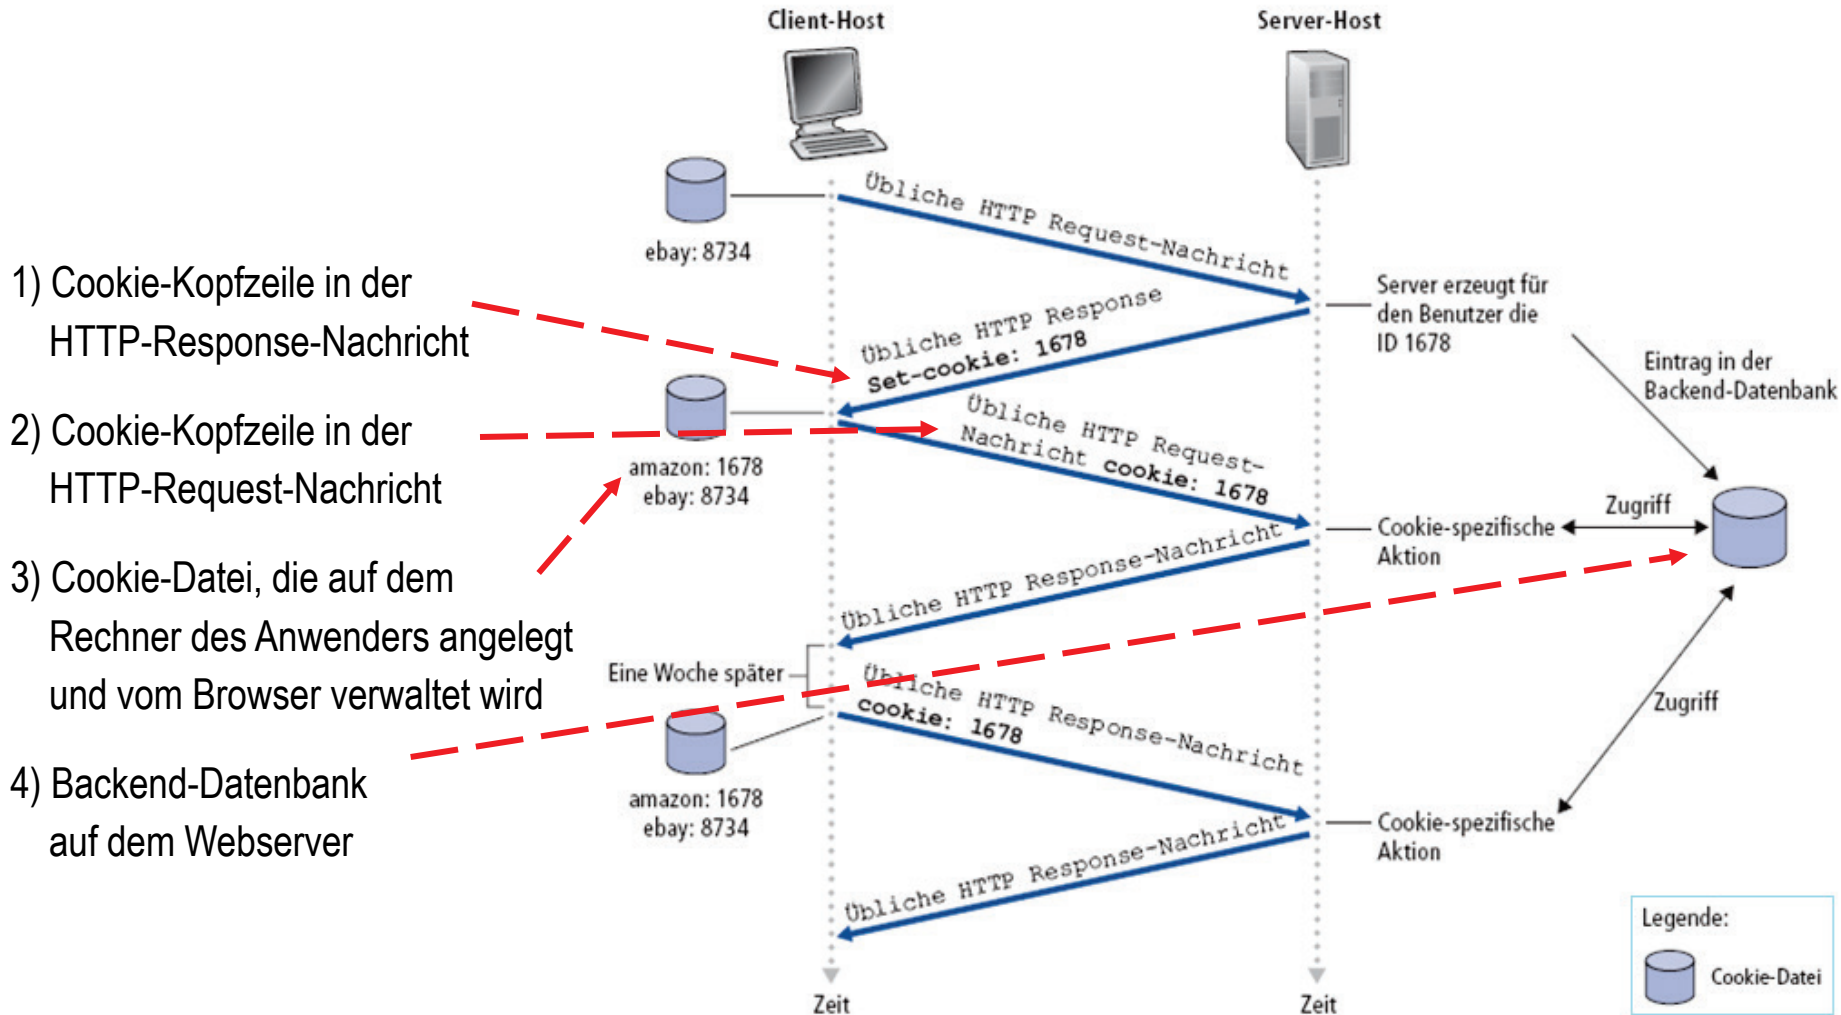 Client-Host
Server-Host
ebay: 8734
Übliche HTTP Request-Nachricht
1) Cookie-Kopfzeile in der
HTTP-Response-Nachricht
Server erzeugt für
den Benutzer die
ID 1678
Übliche HTTP Response
Set-cookie: 1678
Eintrag in der
Backend-Datenbank
2) Cookie-Kopfzeile in der
HTTP-Request-Nachricht
amazon: 1678
ebay: 8734
Übliche HTTP Request-
Nachricht cookie: 1678
Zugriff
Cookie-spezifische
Aktion
3) Cookie-Datei, die auf dem
Rechner des Anwenders angelegt
und vom Browser verwaltet wird
Übliche HTTP Response-Nachricht
Eine Woche später
Übliche HTTP Response-Nachricht
cookie: 1678
Zugriff
4) Backend-Datenbank
auf dem Webserver
amazon: 1678
ebay: 8734
Cookie-spezifische
Aktion
Übliche HTTP Response-Nachricht
Legende:
Cookie-Datei
Zeit
Zeit